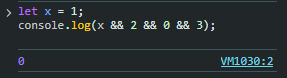 > let x = 1;
console.log(x && 2 && 0 && 3);
0 VM1030:2
>